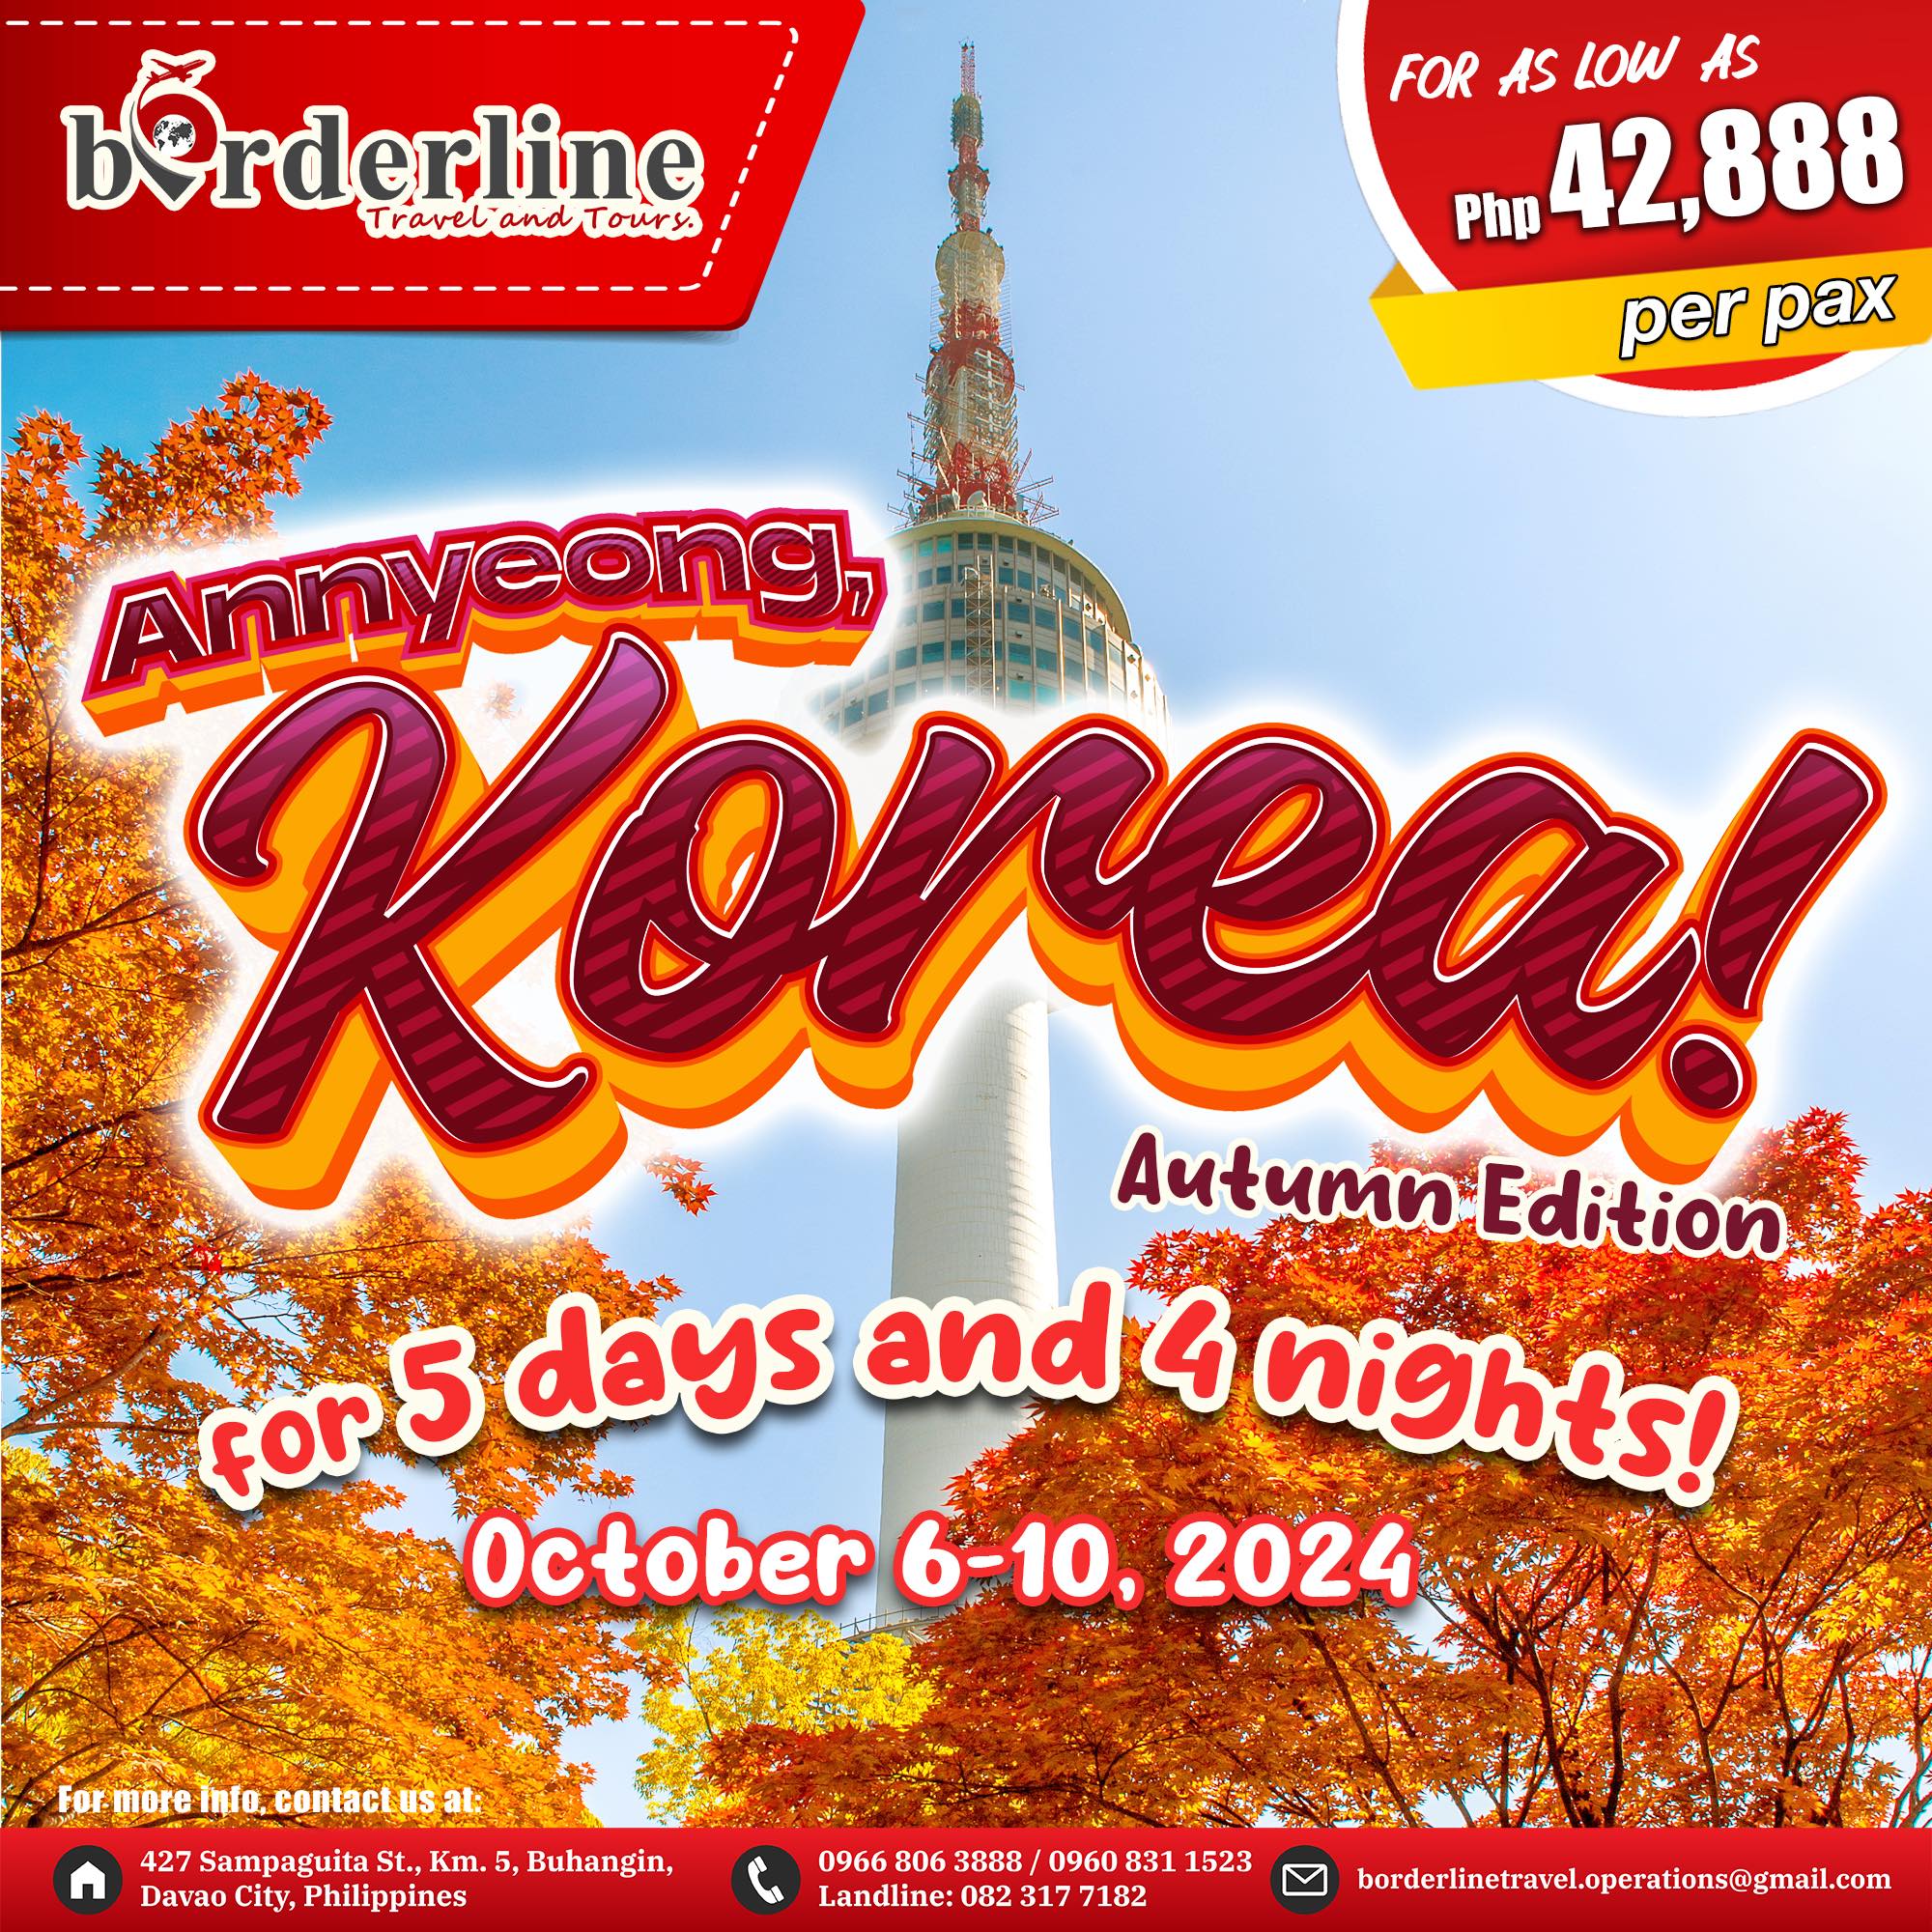 borderline
Travel and Tours.
FOR AS LOW AS
Php 42,888
per pax
Annyeong,
Korea!
Autumn Edition
for 5 days and 4 nights!
October 6-10, 2024
For more info, contact us at:
427 Sampaguita St., Km. 5, Buhangin,
Davao City, Philippines
0966 806 3888 / 0960 831 1523
Landline: 082 317 7182
borderlinetravel.operations@gmail.com